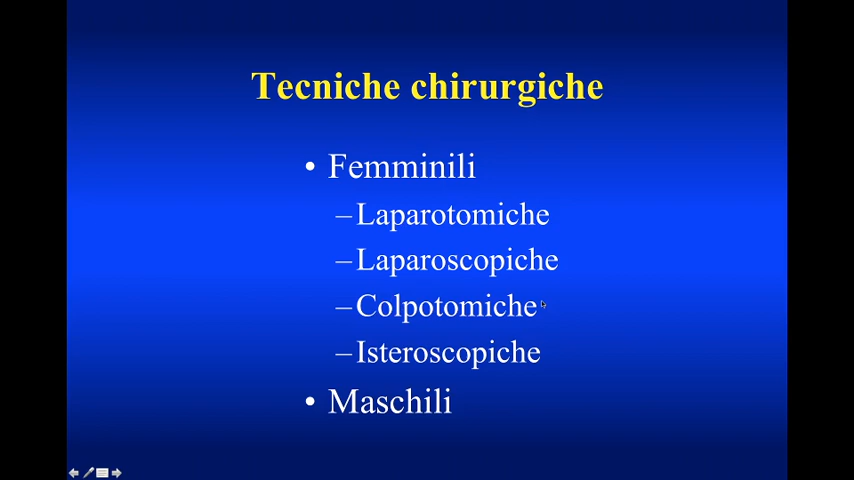 Tecniche chirurgiche
• Femminili
–Laparotomiche
–Laparoscopiche
–Colpotomiche
–Isteroscopiche
• Maschili